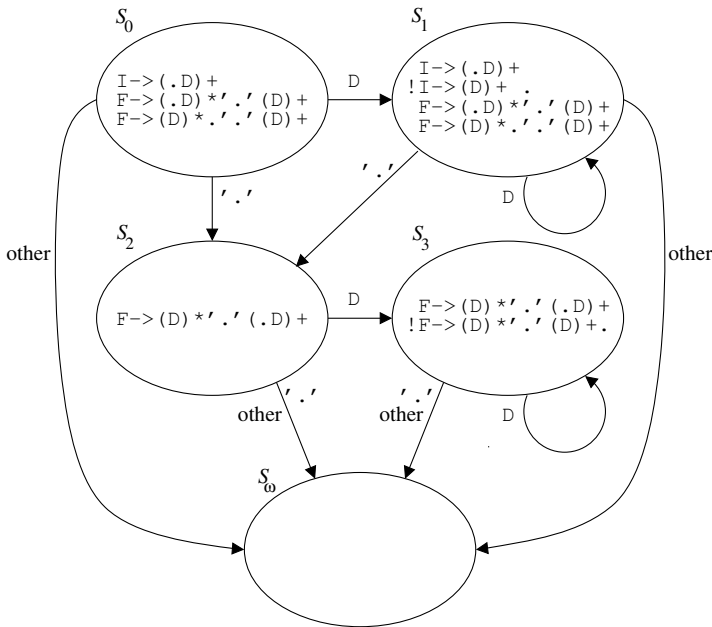 S0
S1
I->(.D)+
F->(.D)*'.'(D)+
F->(D)*.'.'(D)+
D
I->(.D)+
!I->(D)+ .
F->(.D)*'.'(D)+
F->(D)*.'.'(D)+
'.'
'.'
D
other
other
S2
S3
F->(D)*'.'(.D)+
D
F->(D)*'.'(.D)+
!F->(D)*'.'(D)+.
'.'
other
'.'
other
D
Sω